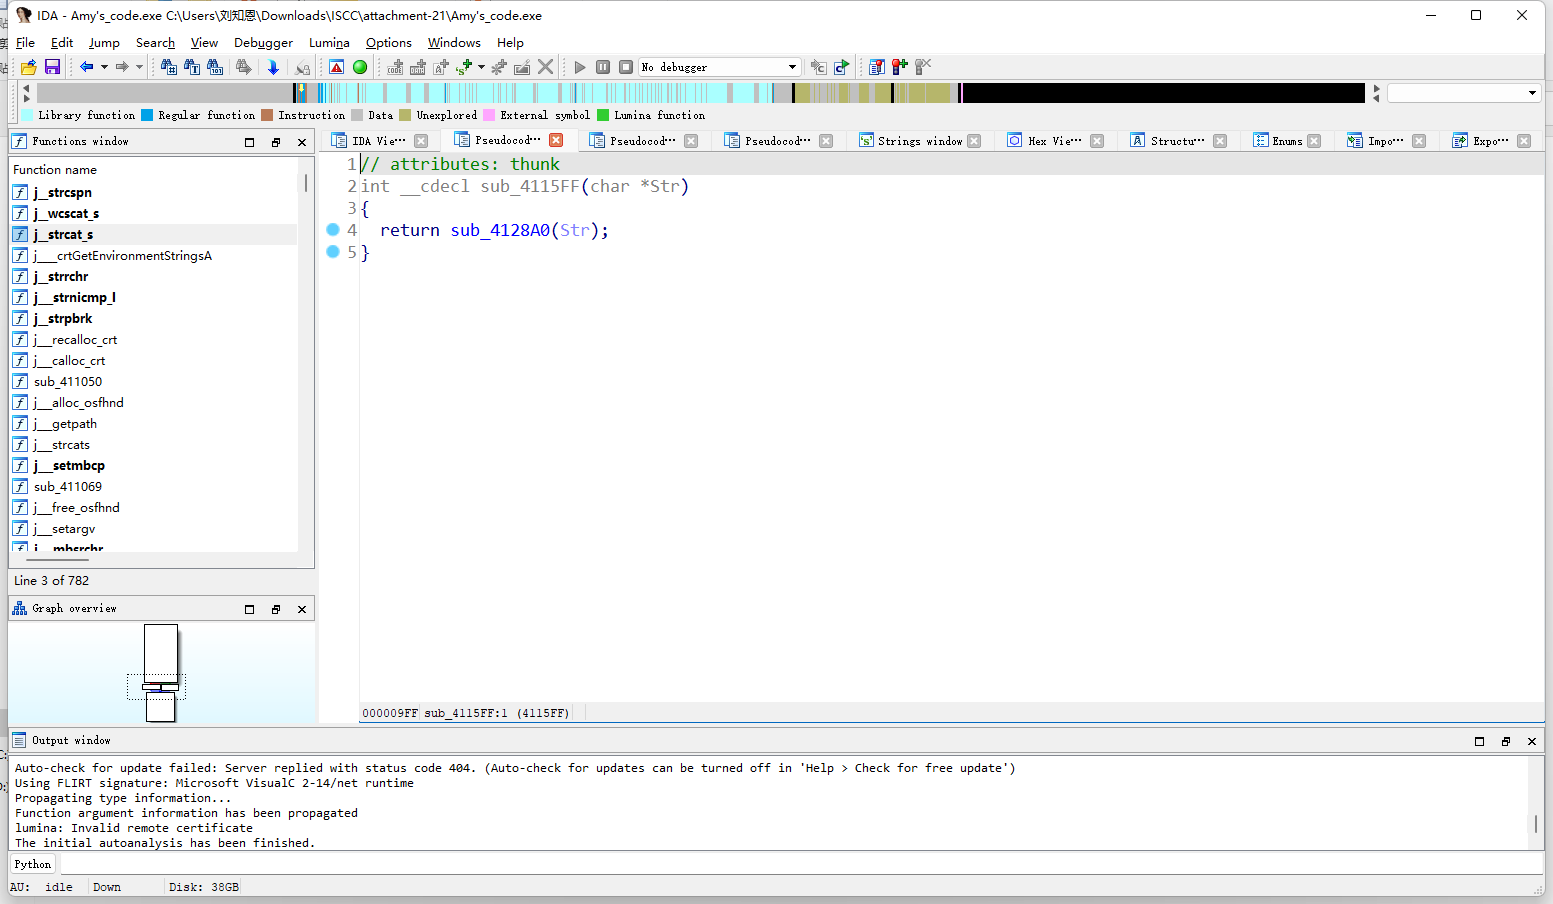 IDA - Amy's_code.exe C:\Users\刘知恩\Downloads\ISCC\attachment-21\Amy's_code.exe
File Edit Jump Search View Debugger Lumina Options Windows Help
No debugger
Library function Regular function Instruction Data Unexplored External symbol Lumina function
Functions window
IDA Vie··· Pseudocod··· Pseudocod··· Pseudocod··· Strings window Hex Vie··· Structu··· Enums Impo··· Expo···
Function name
j__strcspn
j__wcscat_s
j__strcat_s
j___crtGetEnvironmentStringsA
j__strrchr
j__strnicmp_l
j__strpbrk
j__recalloc_crt
j__calloc_crt
sub_411050
j__alloc_osfhnd
j__getpath
j__strcats
j__setmbcp
sub_411069
j__free_osfhnd
j__setargv
j__mbsrchr
Line 3 of 782
1 // attributes: thunk
2 int __cdecl sub_4115FF(char *Str)
3 {
4 return sub_4128A0(Str);
5 }
000009FF sub_4115FF:1 (4115FF)
Graph overview
Output window
Auto-check for update failed: Server replied with status code 404. (Auto-check for updates can be turned off in 'Help > Check for free update')
Using FLIRT signature: Microsoft VisualC 2-14/net runtime
Propagating type information...
Function argument information has been propagated
lumina: Invalid remote certificate
The initial autoanalysis has been finished.
Python
AU: idle Down Disk: 38GB